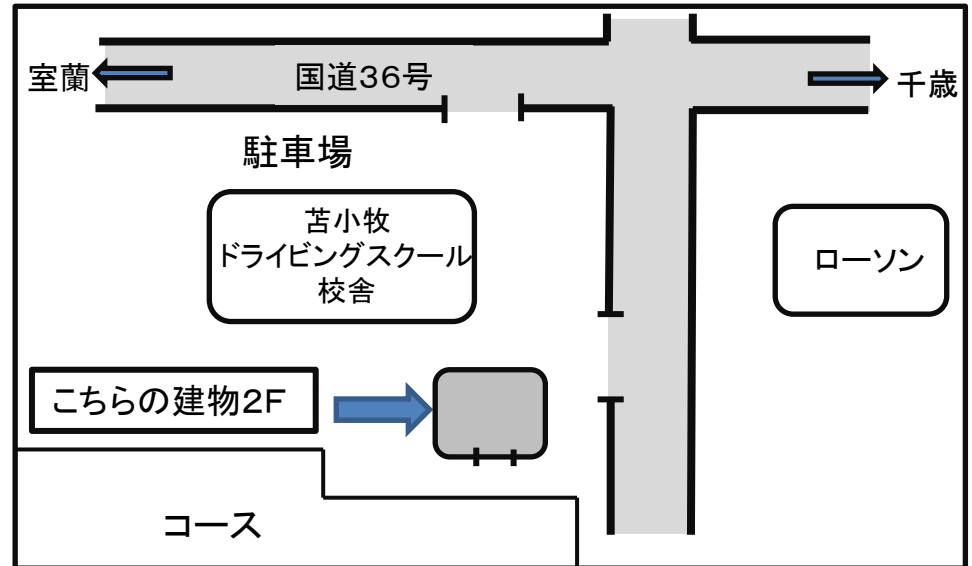 室蘭
国道36号
千歳
駐車場
苫小牧
ドライビングスクール
校舎
ローソン
こちらの建物2F
コース